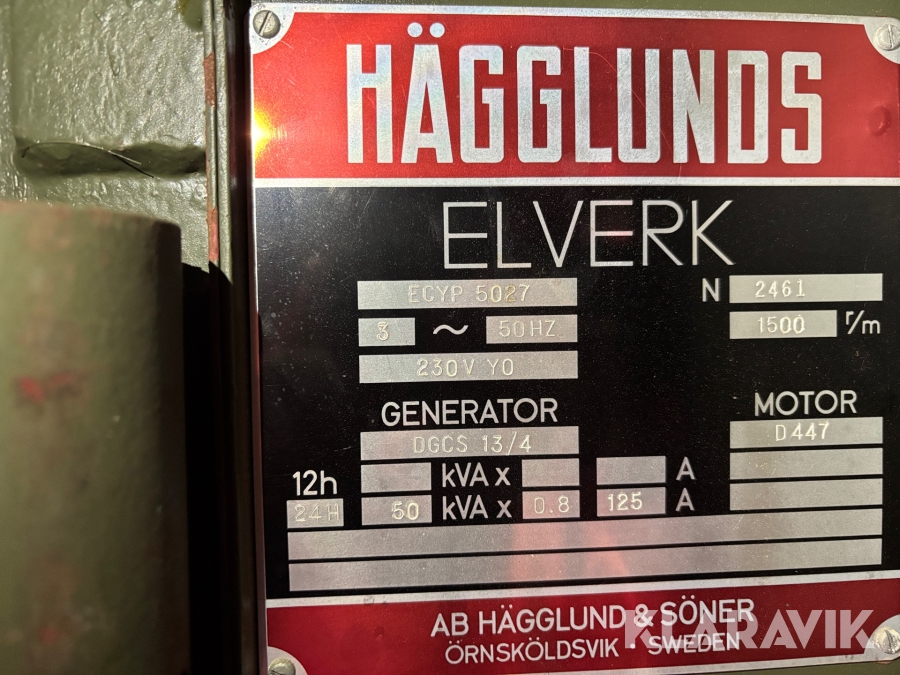 HÄGGLUNDS
ELVERK
ECYP 5027 N 2461
3 ~ 50HZ 1500 r/m
230V Y0
GENERATOR MOTOR
DGCS 13/4 D447
12h kVA x A
24H 50 kVA x 0.8 125 A
AB HÄGGLUND & SÖNER
ÖRNSKÖLDSVIK · SWEDEN
KLARAVIK